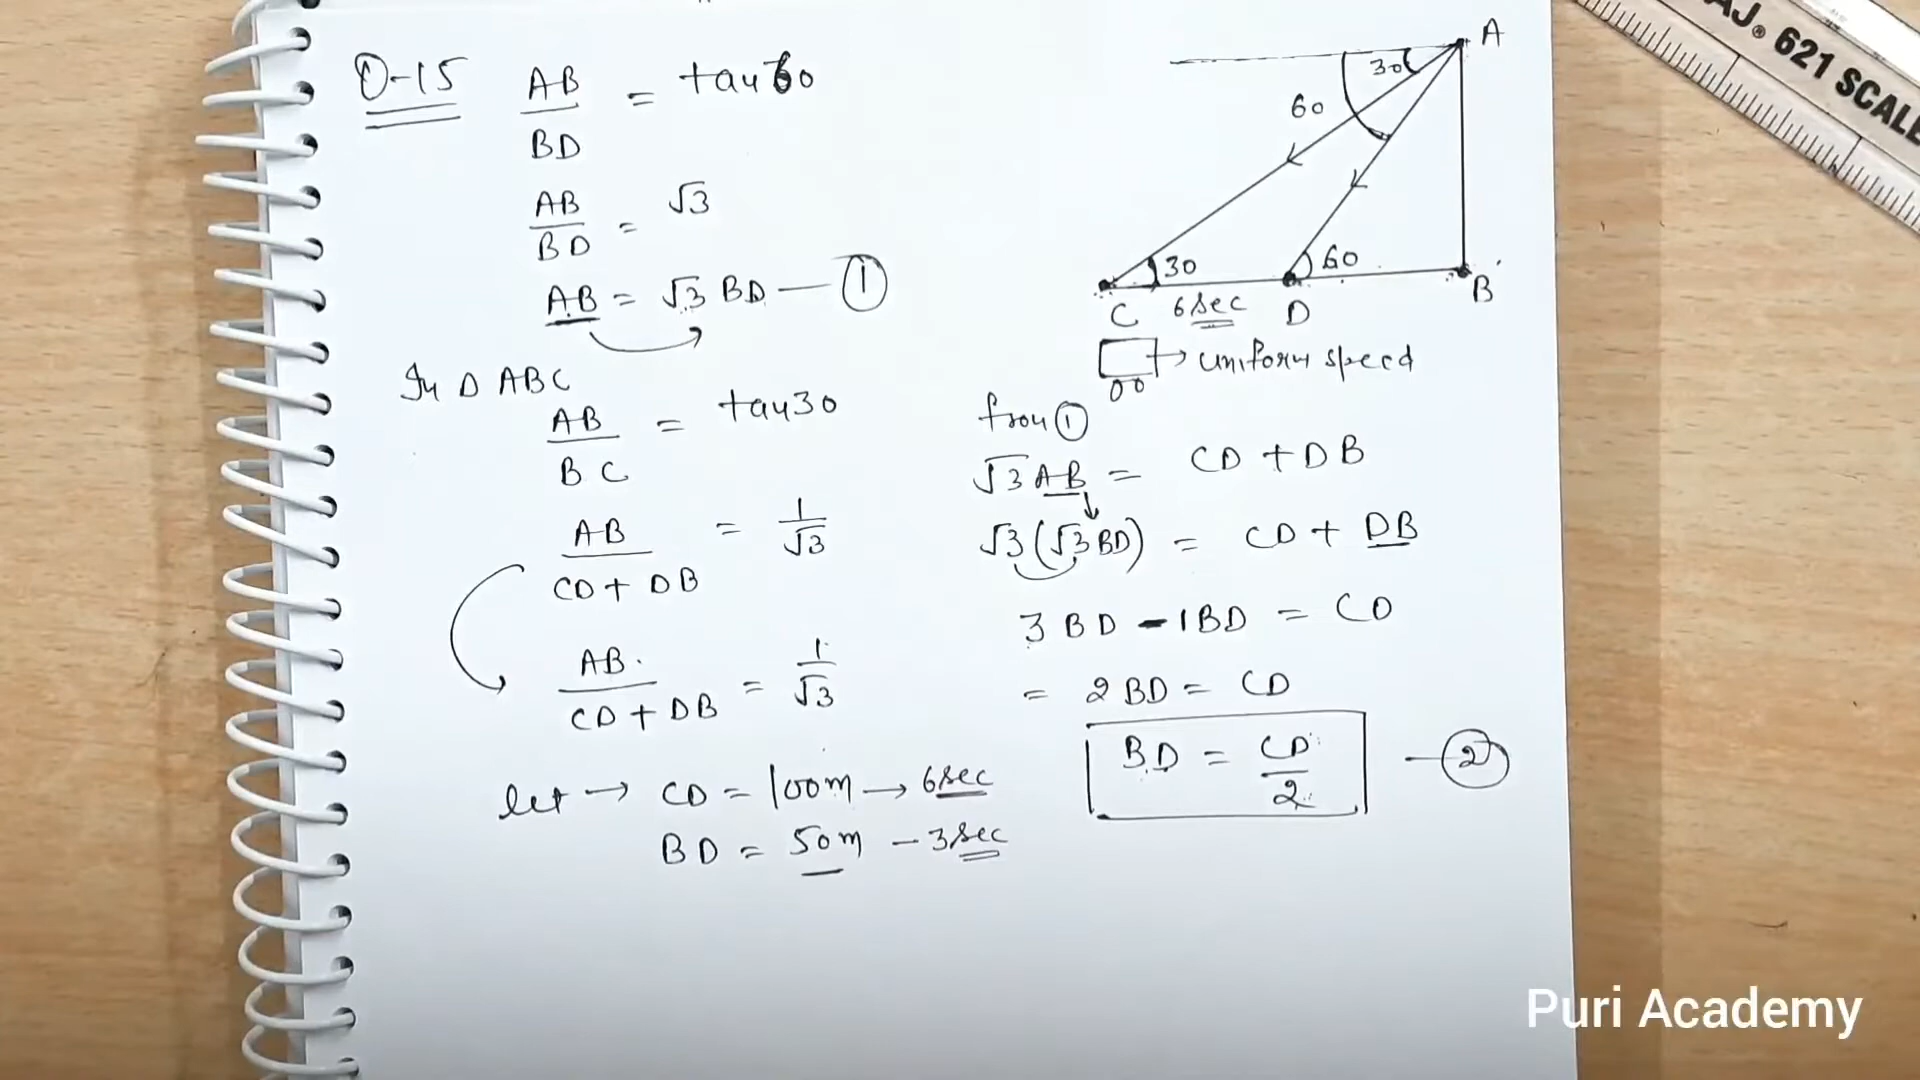 Q-15
AB/BD = tan60
AB/BD = √3
AB = √3 BD — ①
In Δ ABC
AB/BC = tan30
AB/CD + DB = 1/√3
AB/CD + DB = 1/√3
let → CD = 100m → 6sec
BD = 50m - 3sec
A
30
60
30
60
C 6sec D B
→ uniform speed
from ①
√3 AB = CD + DB
√3 (√3 BD) = CD + DB
3 BD - 1BD = CD
= 2 BD = CD
BD = CD/2 — ②
AJ® 621 SCALE
Puri Academy